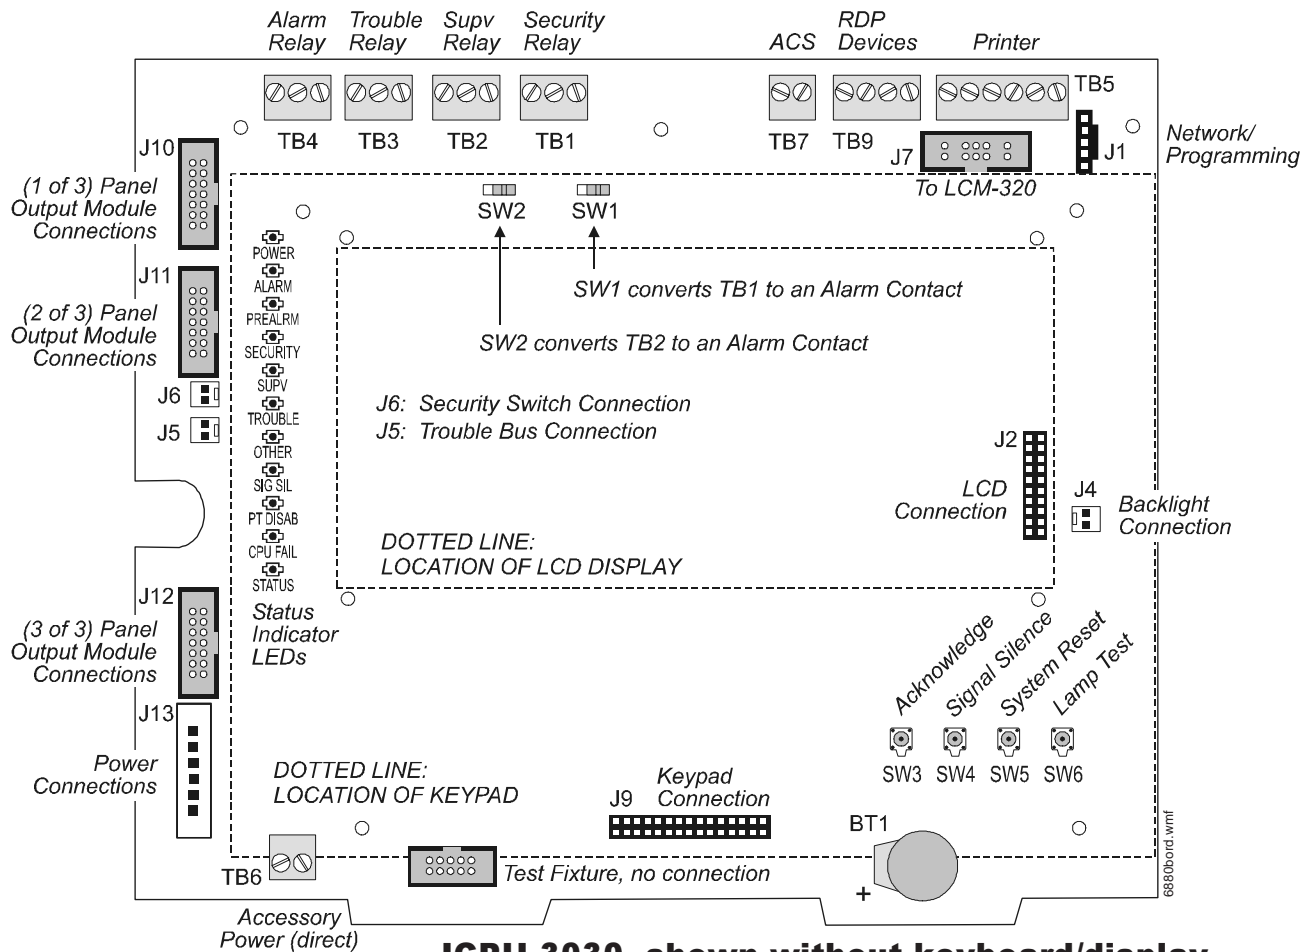 Alarm Relay
Trouble Relay
Supv Relay
Security Relay
ACS
RDP Devices
Printer
TB4
TB3
TB2
TB1
TB7
TB9
TB5
J7
To LCM-320
J1
Network/
Programming
J10
(1 of 3) Panel
Output Module
Connections
SW2
SW1
SW1 converts TB1 to an Alarm Contact
SW2 converts TB2 to an Alarm Contact
J11
(2 of 3) Panel
Output Module
Connections
J6
J5
POWER
ALARM
PREALRM
SECURITY
SUPV
TROUBLE
OTHER
SIG SIL
PT DISAB
CPU FAIL
STATUS
Status
Indicator
LEDs
J6: Security Switch Connection
J5: Trouble Bus Connection
J2
LCD
Connection
J4
Backlight
Connection
DOTTED LINE:
LOCATION OF LCD DISPLAY
J12
(3 of 3) Panel
Output Module
Connections
J13
Power
Connections
Acknowledge
Signal Silence
System Reset
Lamp Test
SW3
SW4
SW5
SW6
DOTTED LINE:
LOCATION OF KEYPAD
Keypad
Connection
J9
BT1
+
TB6
Test Fixture, no connection
Accessory
Power (direct)
6880bord.wmf
shown without keyboard/display